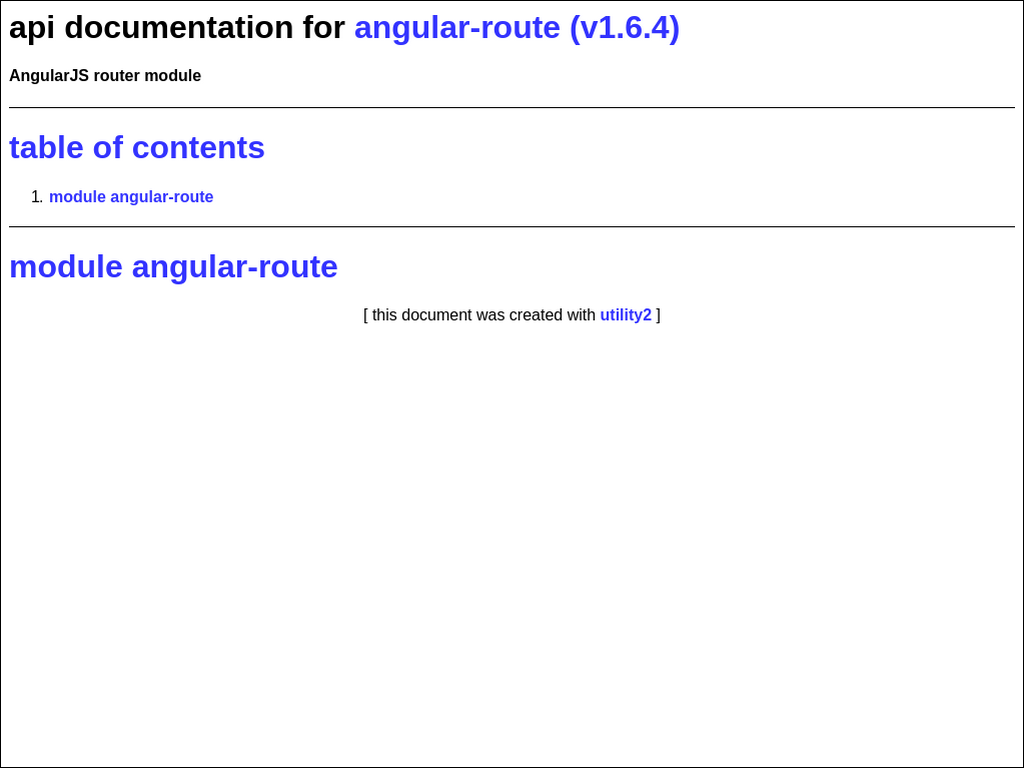 api documentation for angular-route (v1.6.4)
AngularJS router module
table of contents
1. module angular-route
module angular-route
[ this document was created with utility2 ]